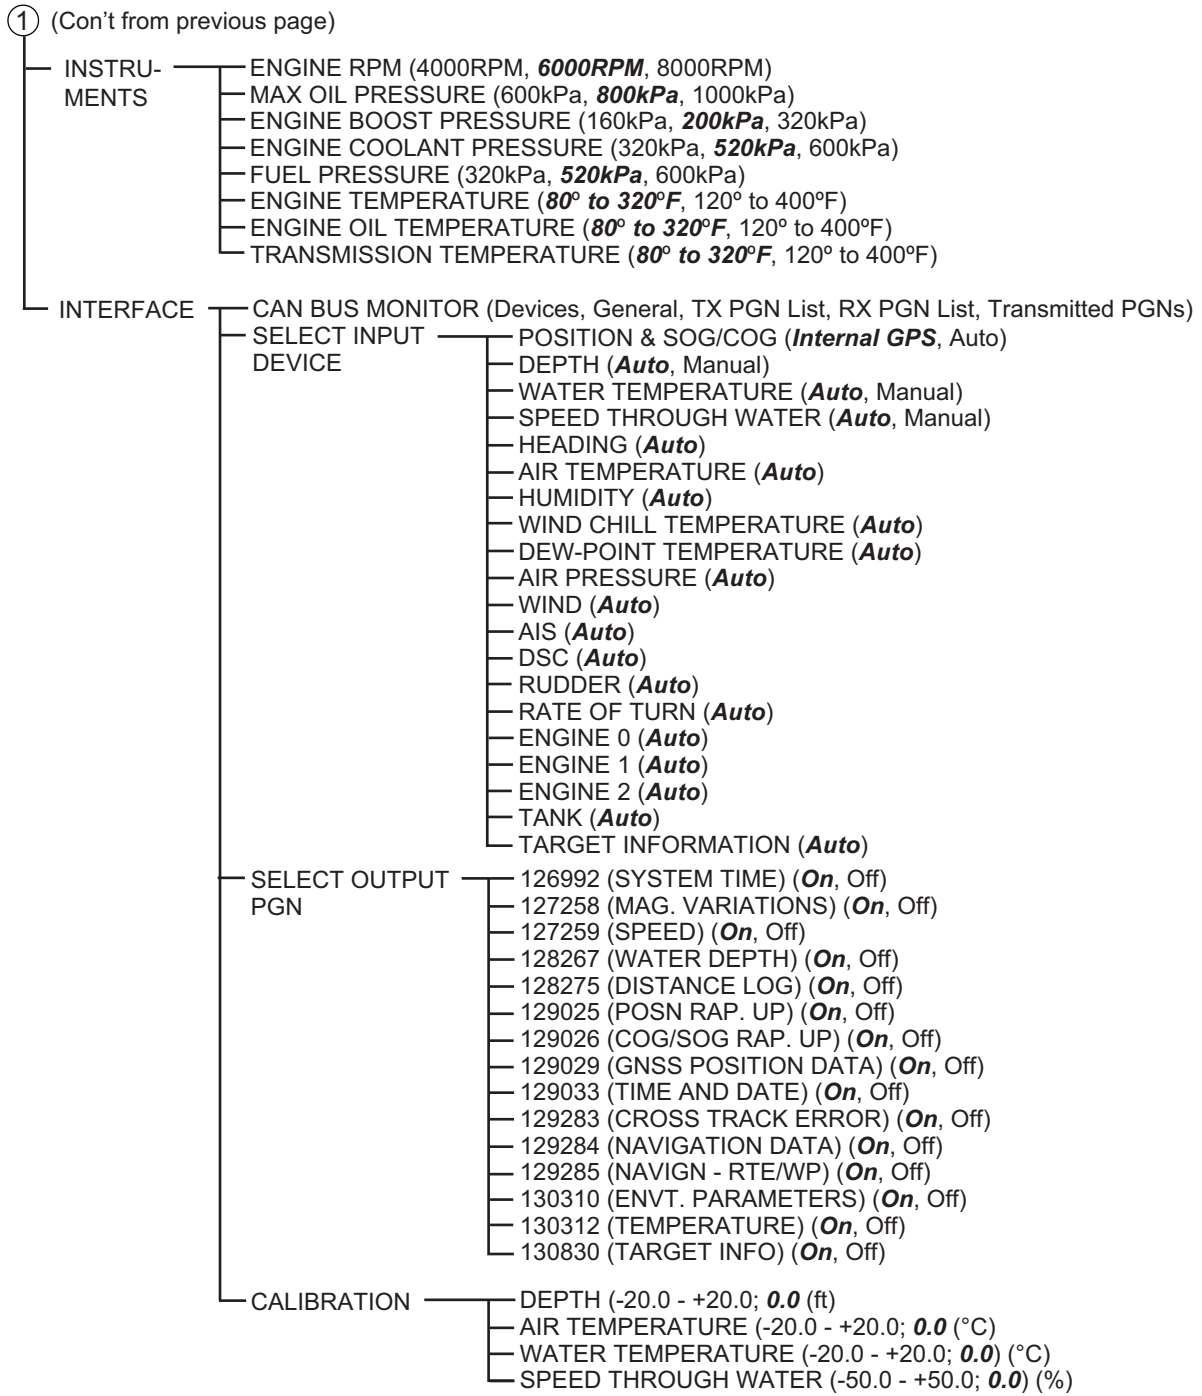 1 (Con’t from previous page)
INSTRU-
MENTS
ENGINE RPM (4000RPM, 6000RPM, 8000RPM)
MAX OIL PRESSURE (600kPa, 800kPa, 1000kPa)
ENGINE BOOST PRESSURE (160kPa, 200kPa, 320kPa)
ENGINE COOLANT PRESSURE (320kPa, 520kPa, 600kPa)
FUEL PRESSURE (320kPa, 520kPa, 600kPa)
ENGINE TEMPERATURE (80º to 320ºF, 120º to 400ºF)
ENGINE OIL TEMPERATURE (80º to 320ºF, 120º to 400ºF)
TRANSMISSION TEMPERATURE (80º to 320ºF, 120º to 400ºF)
INTERFACE
CAN BUS MONITOR (Devices, General, TX PGN List, RX PGN List, Transmitted PGNs)
SELECT INPUT
DEVICE
POSITION & SOG/COG (Internal GPS, Auto)
DEPTH (Auto, Manual)
WATER TEMPERATURE (Auto, Manual)
SPEED THROUGH WATER (Auto, Manual)
HEADING (Auto)
AIR TEMPERATURE (Auto)
HUMIDITY (Auto)
WIND CHILL TEMPERATURE (Auto)
DEW-POINT TEMPERATURE (Auto)
AIR PRESSURE (Auto)
WIND (Auto)
AIS (Auto)
DSC (Auto)
RUDDER (Auto)
RATE OF TURN (Auto)
ENGINE 0 (Auto)
ENGINE 1 (Auto)
ENGINE 2 (Auto)
TANK (Auto)
TARGET INFORMATION (Auto)
SELECT OUTPUT
PGN
126992 (SYSTEM TIME) (On, Off)
127258 (MAG. VARIATIONS) (On, Off)
127259 (SPEED) (On, Off)
128267 (WATER DEPTH) (On, Off)
128275 (DISTANCE LOG) (On, Off)
129025 (POSN RAP. UP) (On, Off)
129026 (COG/SOG RAP. UP) (On, Off)
129029 (GNSS POSITION DATA) (On, Off)
129033 (TIME AND DATE) (On, Off)
129283 (CROSS TRACK ERROR) (On, Off)
129284 (NAVIGATION DATA) (On, Off)
129285 (NAVIGN - RTE/WP) (On, Off)
130310 (ENVT. PARAMETERS) (On, Off)
130312 (TEMPERATURE) (On, Off)
130830 (TARGET INFO) (On, Off)
CALIBRATION
DEPTH (-20.0 - +20.0; 0.0 (ft)
AIR TEMPERATURE (-20.0 - +20.0; 0.0 (°C)
WATER TEMPERATURE (-20.0 - +20.0; 0.0) (°C)
SPEED THROUGH WATER (-50.0 - +50.0; 0.0) (%)